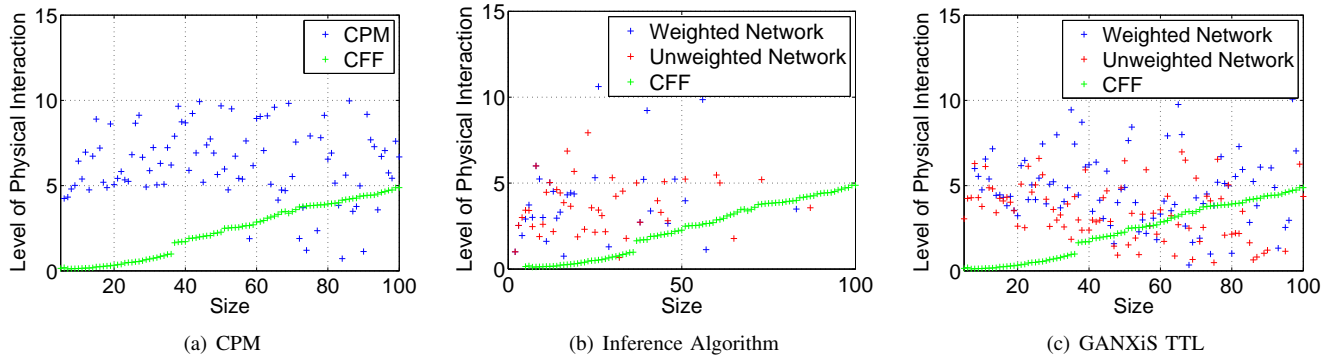 15
10
5
0
20
40
60
80
100
Size
Level of Physical Interaction
CPM
CFF
(a) CPM
15
10
5
0
0
50
100
Size
Level of Physical Interaction
Weighted Network
Unweighted Network
CFF
(b) Inference Algorithm
15
10
5
0
20
40
60
80
100
Size
Level of Physical Interaction
Weighted Network
Unweighted Network
CFF
(c) GANXiS TTL